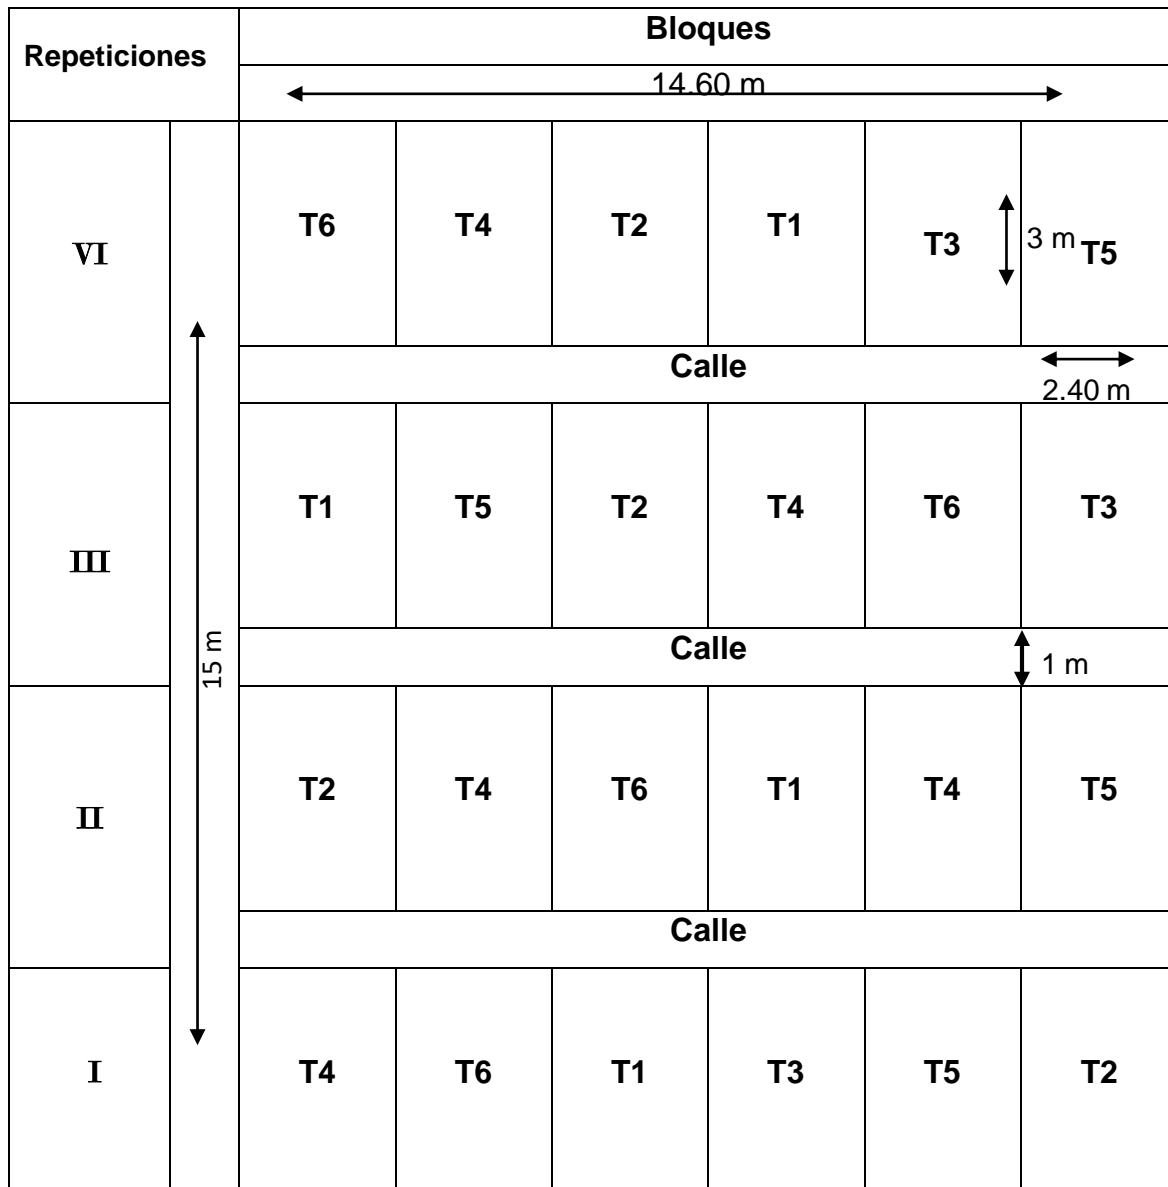 Repeticiones
Bloques
14.60 m
VI
T6 T4 T2 T1 T3 3 m T5
Calle
2.40 m
III
T1 T5 T2 T4 T6 T3
15 m
Calle
1 m
II
T2 T4 T6 T1 T4 T5
Calle
I
T4 T6 T1 T3 T5 T2